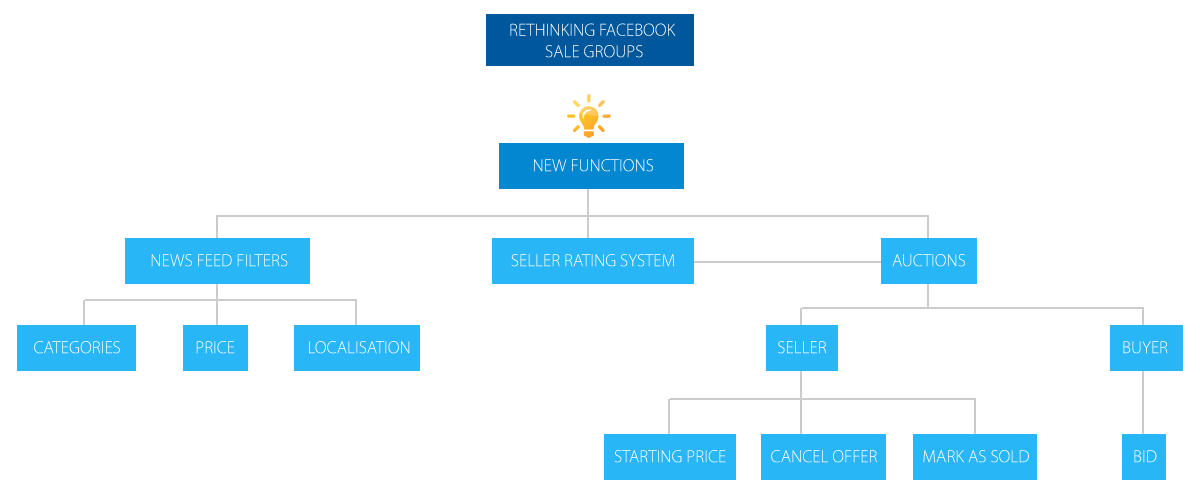 RETHINKING FACEBOOK
SALE GROUPS
NEW FUNCTIONS
NEWS FEED FILTERS
SELLER RATING SYSTEM
AUCTIONS
CATEGORIES
PRICE
LOCALISATION
SELLER
BUYER
STARTING PRICE
CANCEL OFFER
MARK AS SOLD
BID